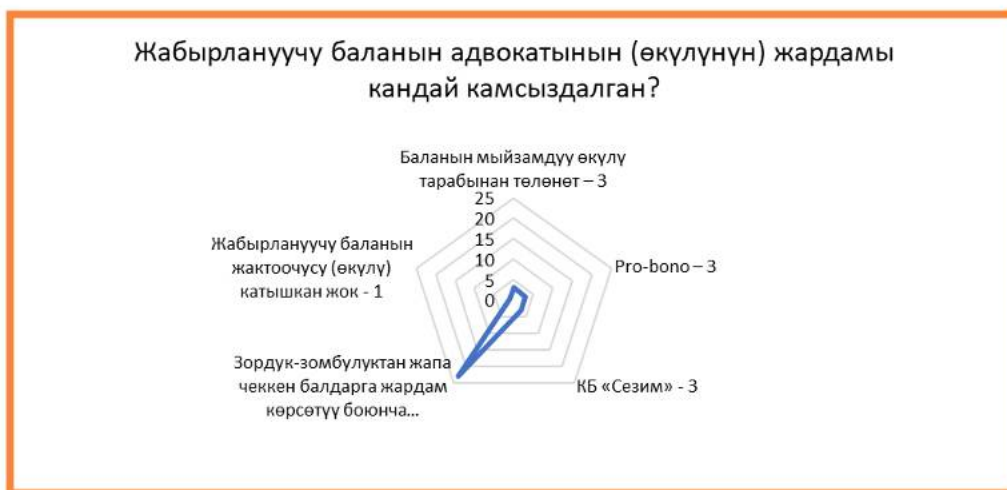 Жабырлануучу баланын адвокатынын (өкүлүнүн) жардамы
кандай камсыздалган?
Баланын мыйзамдуу өкүлү
тарабынан төлөнөт – 3
25
20
15
10
5
0
Жабырлануучу баланын
жактоочусу (өкүлү)
катышкан жок - 1
Pro-bono – 3
Зордук-зомбулуктан жапа
чеккен балдарга жардам
көрсөтүү боюнча...
КБ «Сезим» - 3